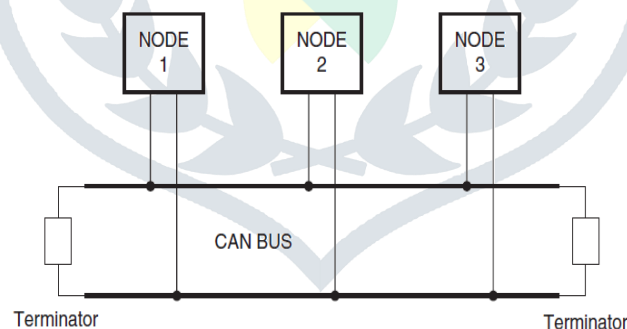 NODE
1
NODE
2
NODE
3
CAN BUS
Terminator
Terminator